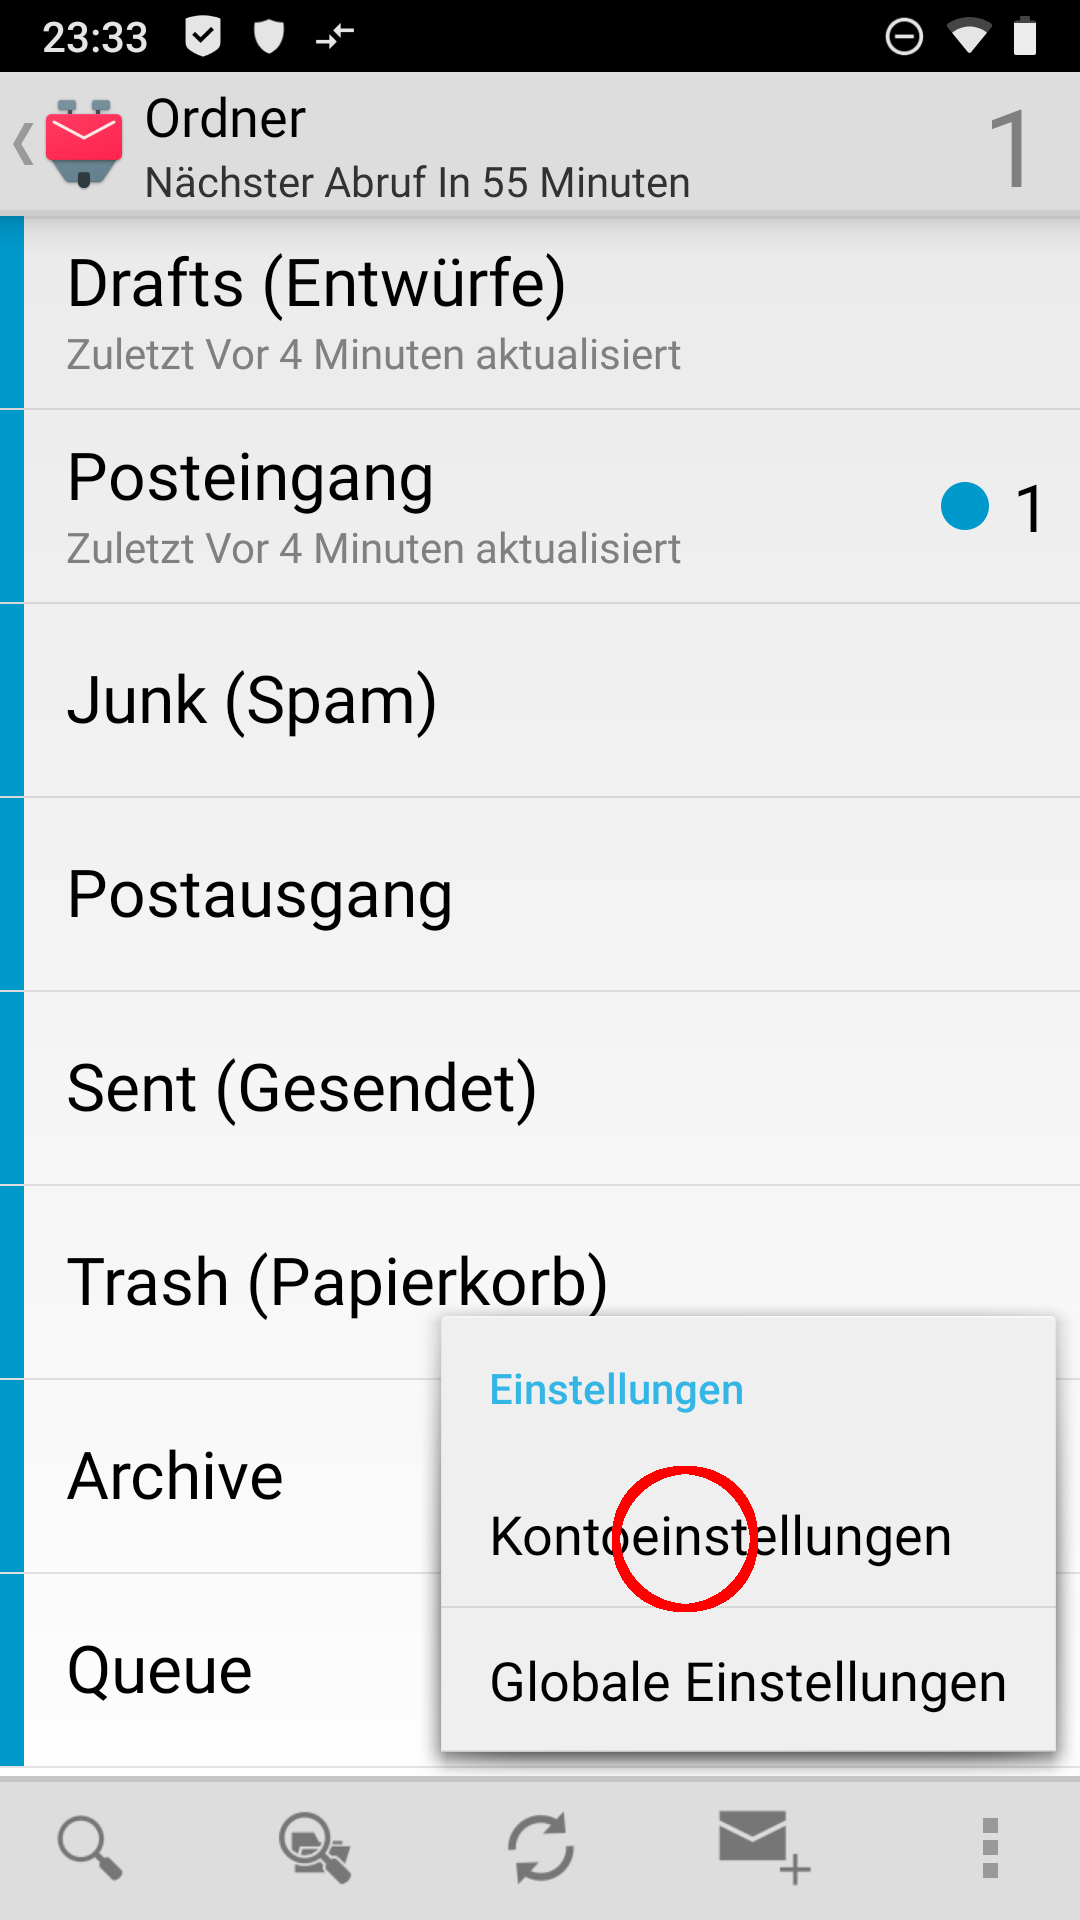 23:33
Ordner
Nächster Abruf In 55 Minuten
1
Drafts (Entwürfe)
Zuletzt Vor 4 Minuten aktualisiert
Posteingang
Zuletzt Vor 4 Minuten aktualisiert
1
Junk (Spam)
Postausgang
Sent (Gesendet)
Trash (Papierkorb)
Archive
Queue
Einstellungen
Kontoeinstellungen
Globale Einstellungen